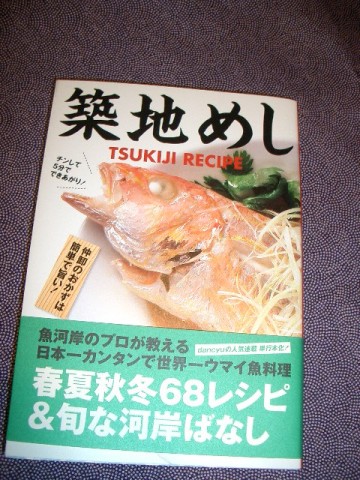 築地めし
TSUKIJI RECIPE
チンして
5分で
できあがり!
仲卸のおかずは
簡単で旨い!
魚河岸のプロが教える
dancyuの人気連載 単行本化!
日本一カンタンで世界一ウマイ魚料理
春夏秋冬68レシピ
&旬な河岸ばなし